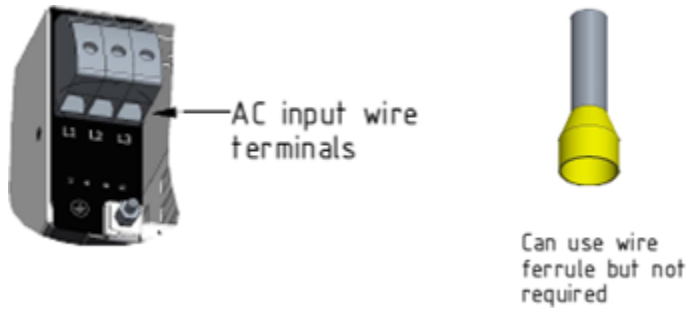 AC input wire
terminals
L1 L2 L3
Can use wire
ferrule but not
required